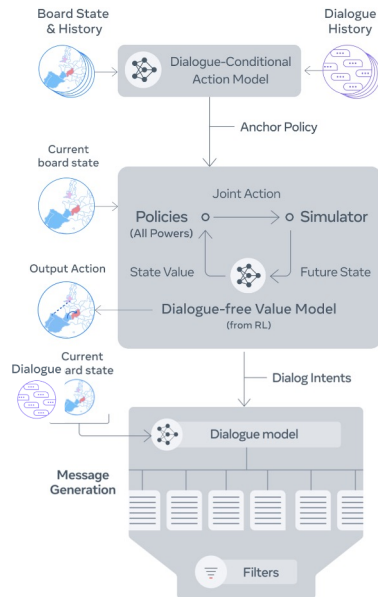 Board State
& History
Dialogue
History
Dialogue-Conditional
Action Model
Anchor Policy
Current
board state
Joint Action
Policies
(All Powers)
Simulator
Output Action
State Value
Future State
Dialogue-free Value Model
(from RL)
Current
Dialogue
ard state
Dialog Intents
Dialogue model
Message
Generation
Filters